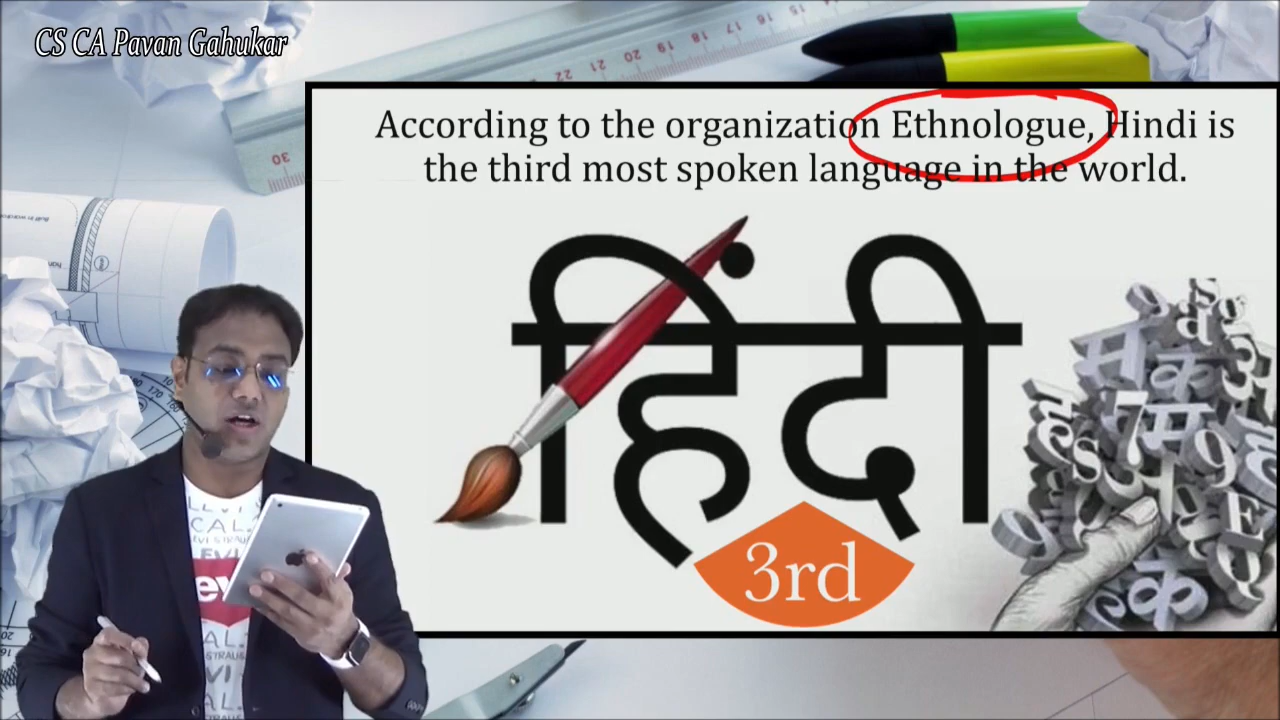 CS CA Pavan Gahukar
According to the organization Ethnologue, Hindi is
the third most spoken language in the world.
हिंदी
3rd